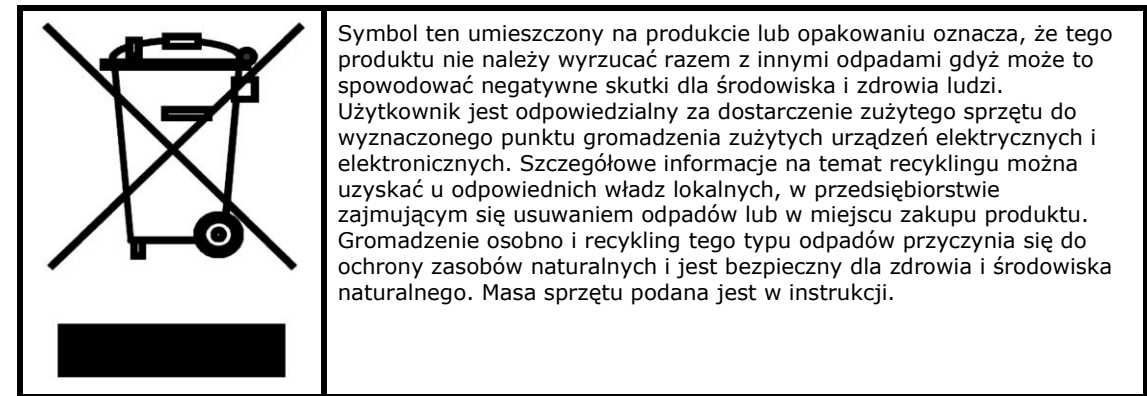 Symbol ten umieszczony na produkcie lub opakowaniu oznacza, że tego
produktu nie należy wyrzucać razem z innymi odpadami gdyż może to
spowodować negatywne skutki dla środowiska i zdrowia ludzi.
Użytkownik jest odpowiedzialny za dostarczenie zużytego sprzętu do
wyznaczonego punktu gromadzenia zużytych urządzeń elektrycznych i
elektronicznych. Szczegółowe informacje na temat recyklingu można
uzyskać u odpowiednich władz lokalnych, w przedsiębiorstwie
zajmującym się usuwaniem odpadów lub w miejscu zakupu produktu.
Gromadzenie osobno i recykling tego typu odpadów przyczynia się do
ochrony zasobów naturalnych i jest bezpieczny dla zdrowia i środowiska
naturalnego. Masa sprzętu podana jest w instrukcji.